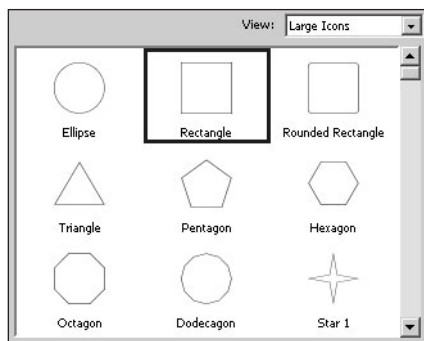 View: Large Icons
Ellipse Rectangle Rounded Rectangle
Triangle Pentagon Hexagon
Octagon Dodecagon Star 1